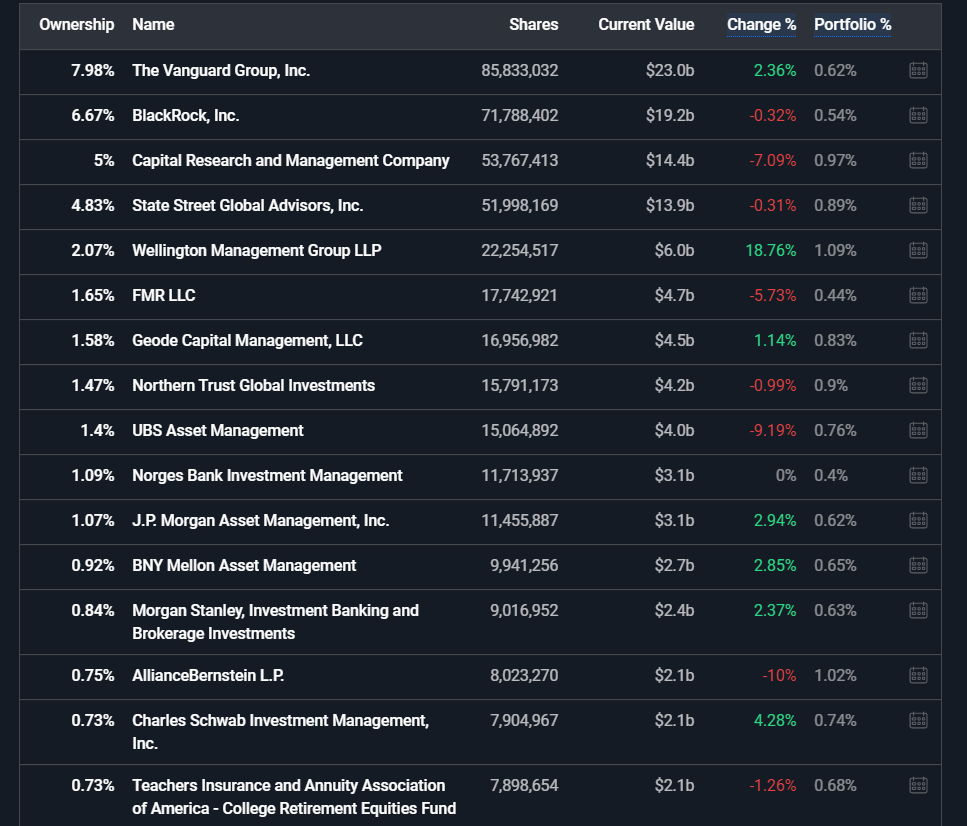 Ownership Name Shares Current Value Change % Portfolio %
7.98% The Vanguard Group, Inc. 85,833,032 $23.0b 2.36% 0.62%
6.67% BlackRock, Inc. 71,788,402 $19.2b -0.32% 0.54%
5% Capital Research and Management Company 53,767,413 $14.4b -7.09% 0.97%
4.83% State Street Global Advisors, Inc. 51,998,169 $13.9b -0.31% 0.89%
2.07% Wellington Management Group LLP 22,254,517 $6.0b 18.76% 1.09%
1.65% FMR LLC 17,742,921 $4.7b -5.73% 0.44%
1.58% Geode Capital Management, LLC 16,956,982 $4.5b 1.14% 0.83%
1.47% Northern Trust Global Investments 15,791,173 $4.2b -0.99% 0.9%
1.4% UBS Asset Management 15,064,892 $4.0b -9.19% 0.76%
1.09% Norges Bank Investment Management 11,713,937 $3.1b 0% 0.4%
1.07% J.P. Morgan Asset Management, Inc. 11,455,887 $3.1b 2.94% 0.62%
0.92% BNY Mellon Asset Management 9,941,256 $2.7b 2.85% 0.65%
0.84% Morgan Stanley, Investment Banking and 9,016,952 $2.4b 2.37% 0.63%
Brokerage Investments
0.75% AllianceBernstein L.P. 8,023,270 $2.1b -10% 1.02%
0.73% Charles Schwab Investment Management, 7,904,967 $2.1b 4.28% 0.74%
Inc.
0.73% Teachers Insurance and Annuity Association 7,898,654 $2.1b -1.26% 0.68%
of America - College Retirement Equities Fund